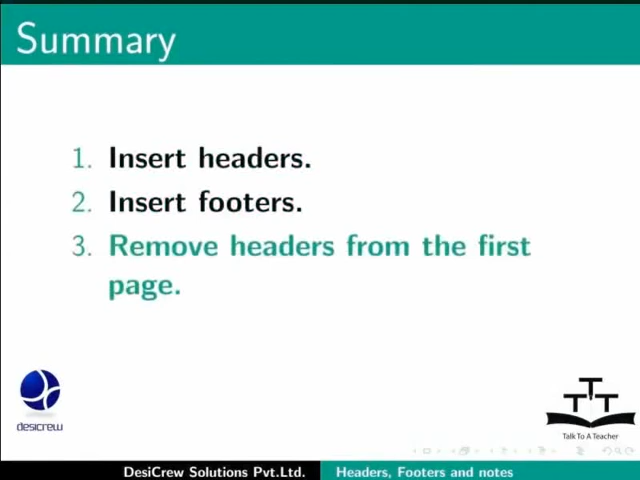 Summary
1. Insert headers.
2. Insert footers.
3. Remove headers from the first
page.
desicrew
TTT
Talk To A Teacher
DesiCrew Solutions Pvt.Ltd. Headers, Footers and notes